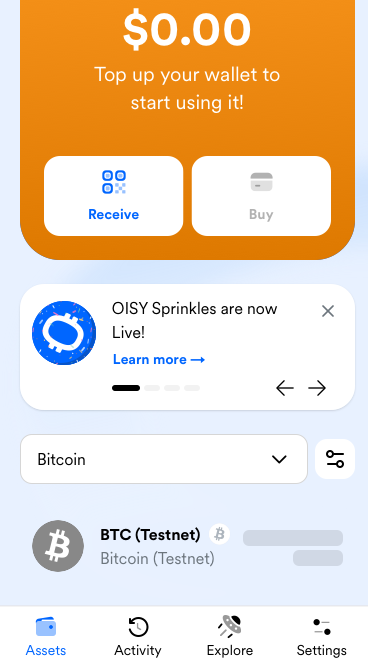 $0.00
Top up your wallet to
start using it!
Receive
Buy
OISY Sprinkles are now
Live!
Learn more →
Bitcoin
BTC (Testnet)
Bitcoin (Testnet)
Assets
Activity
Explore
Settings